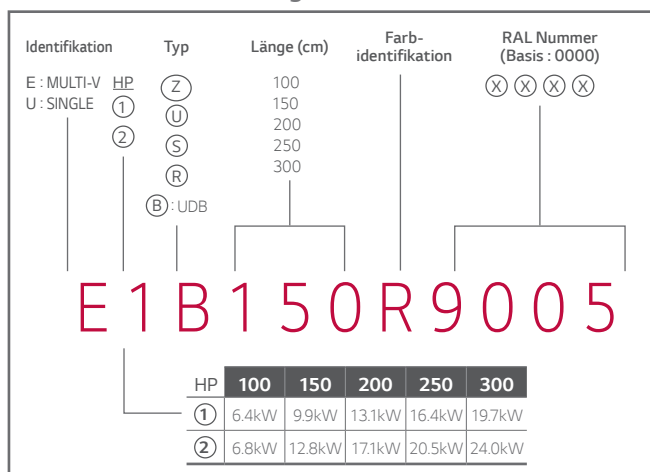 Identifikation
Typ
Länge (cm)
Farb-
identifikation
RAL Nummer
(Basis : 0000)
E : MULTI-V HP
U : SINGLE
1
2
Z
U
S
R
B : UDB
100
150
200
250
300
X X X X
E1B150R9005
HP 100 150 200 250 300
1 6.4kW 9.9kW 13.1kW 16.4kW 19.7kW
2 6.8kW 12.8kW 17.1kW 20.5kW 24.0kW